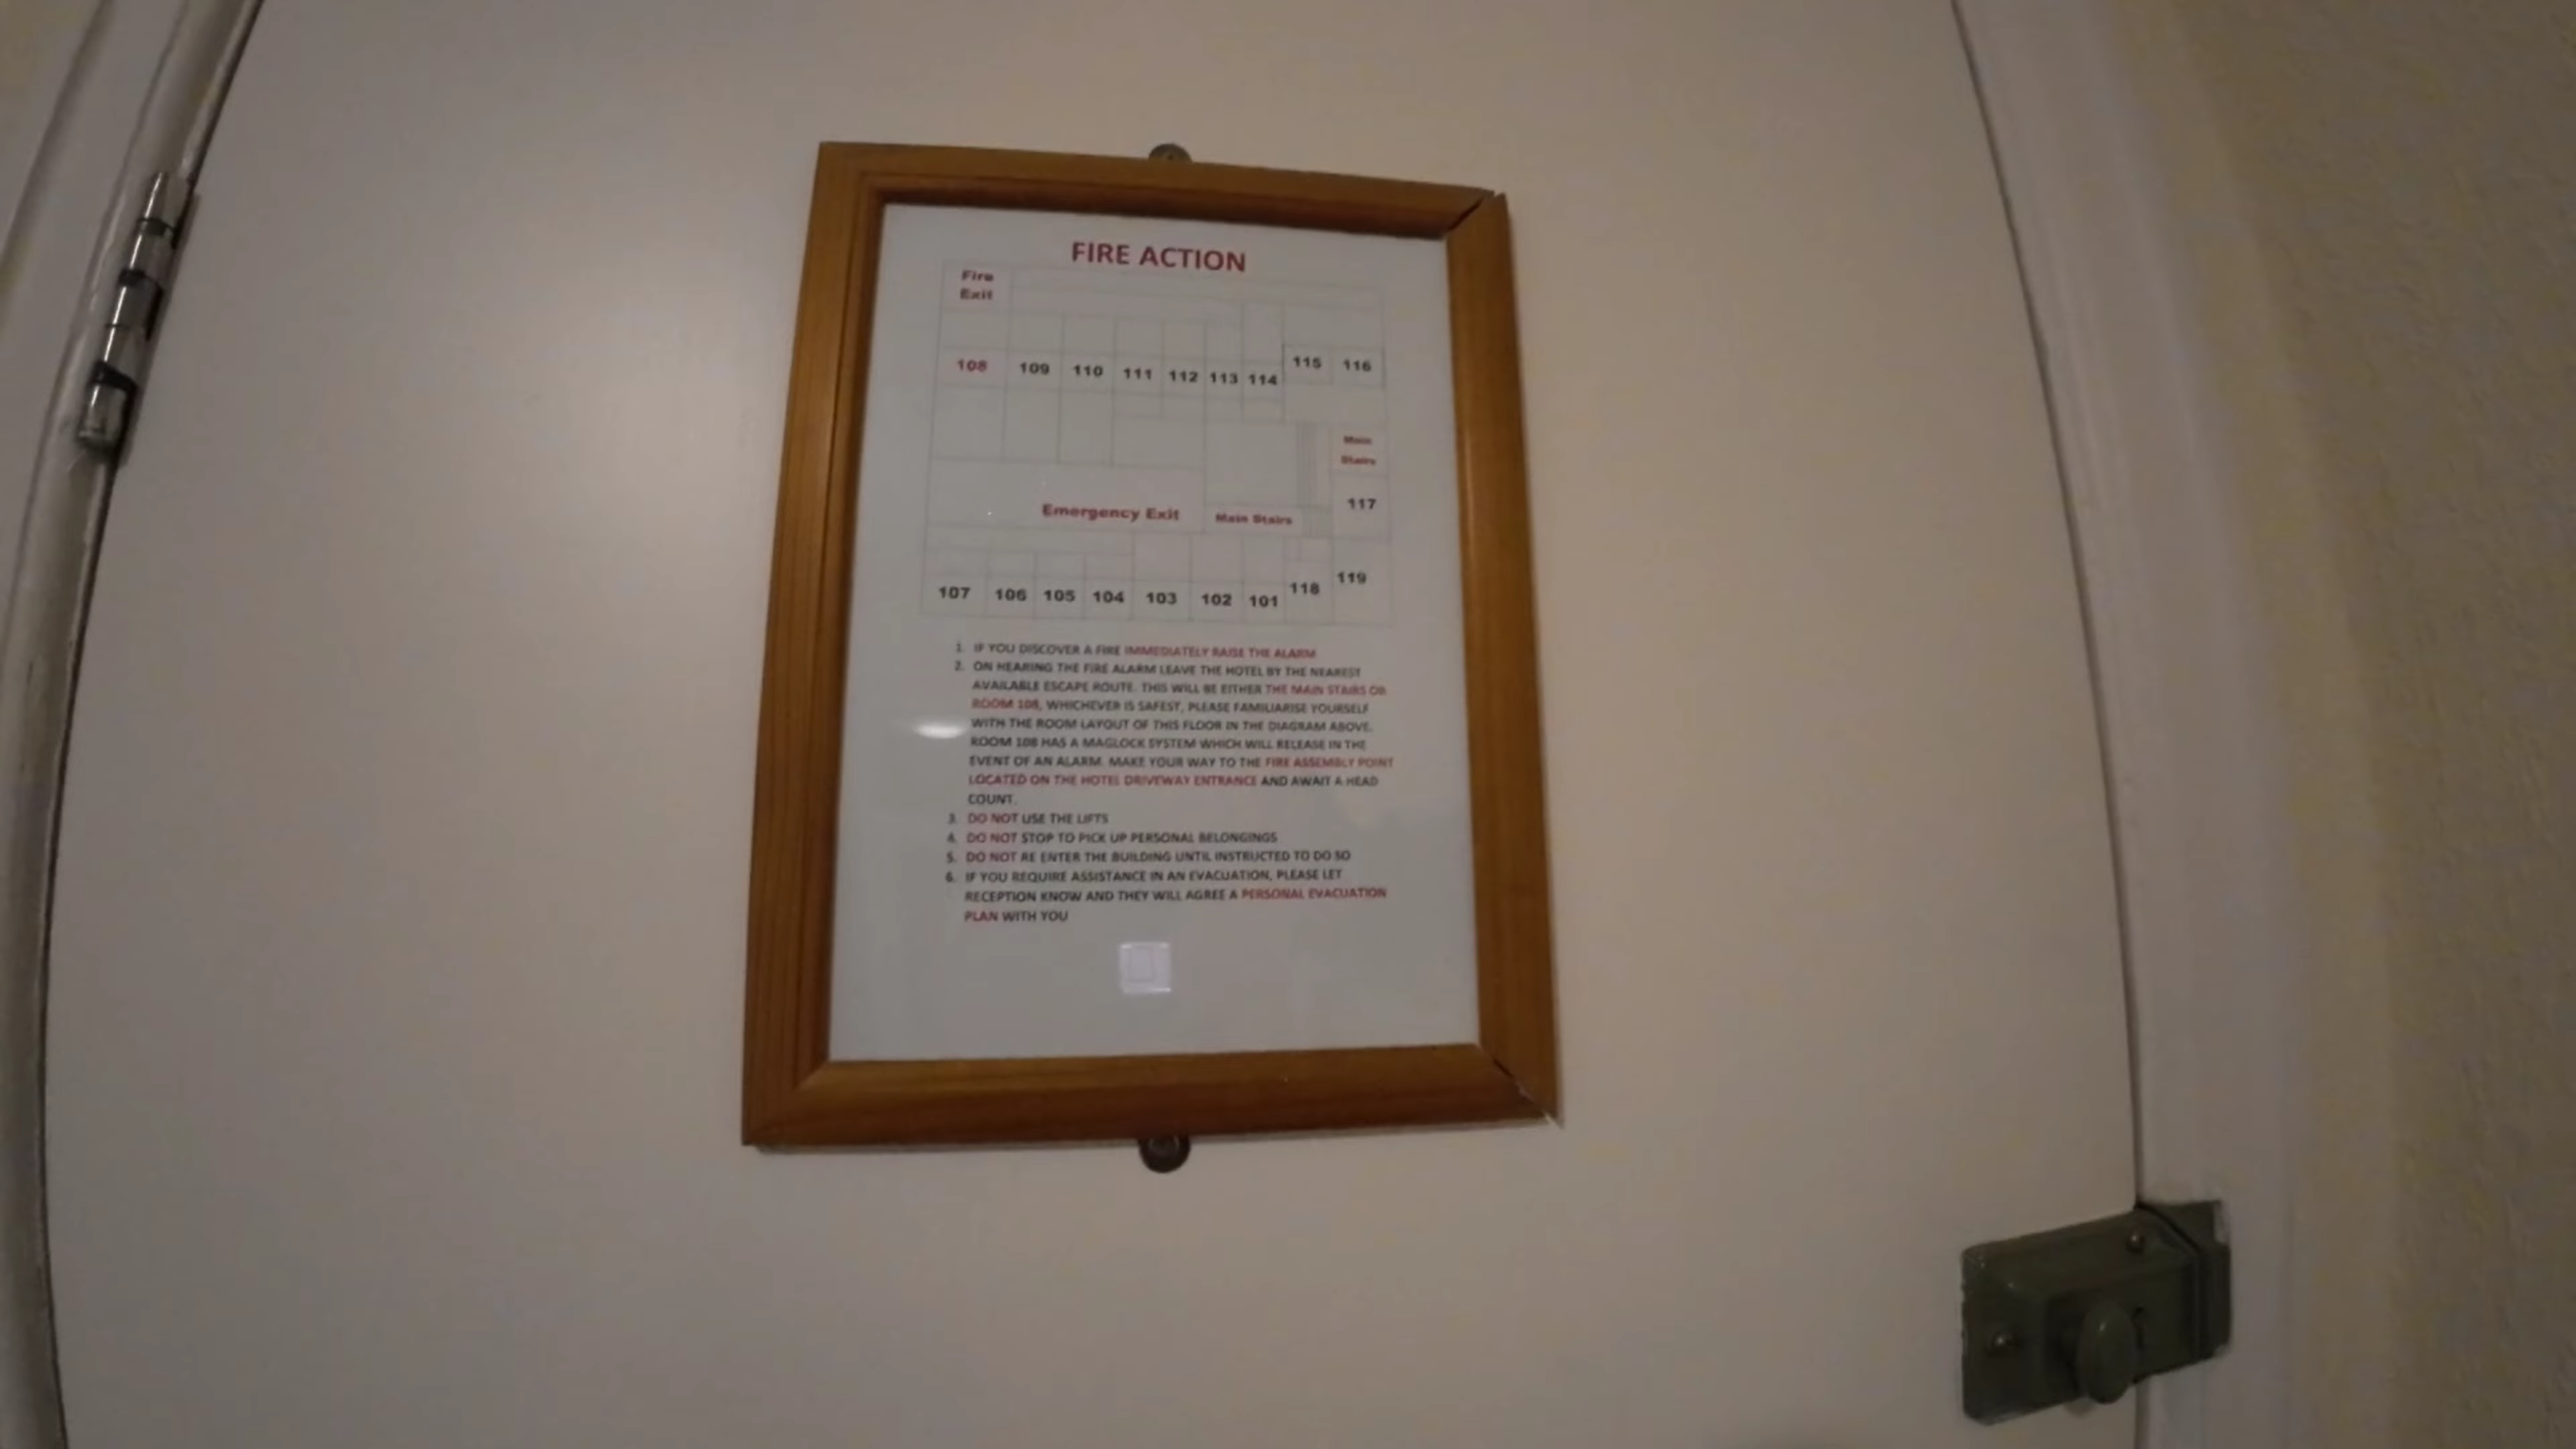 FIRE ACTION
Fire
Exit
108 109 110 111 112 113 114 115 116
Main
Stairs
117
Emergency Exit Main Stairs
119
107 106 105 104 103 102 101 118
1. IF YOU DISCOVER A FIRE IMMEDIATELY RAISE THE ALARM
2. ON HEARING THE FIRE ALARM LEAVE THE HOTEL BY THE NEAREST
AVAILABLE ESCAPE ROUTE. THIS WILL BE EITHER THE MAIN STAIRS OR
ROOM 108, WHICHEVER IS SAFEST, PLEASE FAMILIARISE YOURSELF
WITH THE ROOM LAYOUT OF THIS FLOOR IN THE DIAGRAM ABOVE.
ROOM 108 HAS A MAGLOCK SYSTEM WHICH WILL RELEASE IN THE
EVENT OF AN ALARM. MAKE YOUR WAY TO THE FIRE ASSEMBLY POINT
LOCATED ON THE HOTEL DRIVEWAY ENTRANCE AND AWAIT A HEAD
COUNT.
3. DO NOT USE THE LIFTS
4. DO NOT STOP TO PICK UP PERSONAL BELONGINGS
5. DO NOT RE ENTER THE BUILDING UNTIL INSTRUCTED TO DO SO
6. IF YOU REQUIRE ASSISTANCE IN AN EVACUATION, PLEASE LET
RECEPTION KNOW AND THEY WILL AGREE A PERSONAL EVACUATION
PLAN WITH YOU